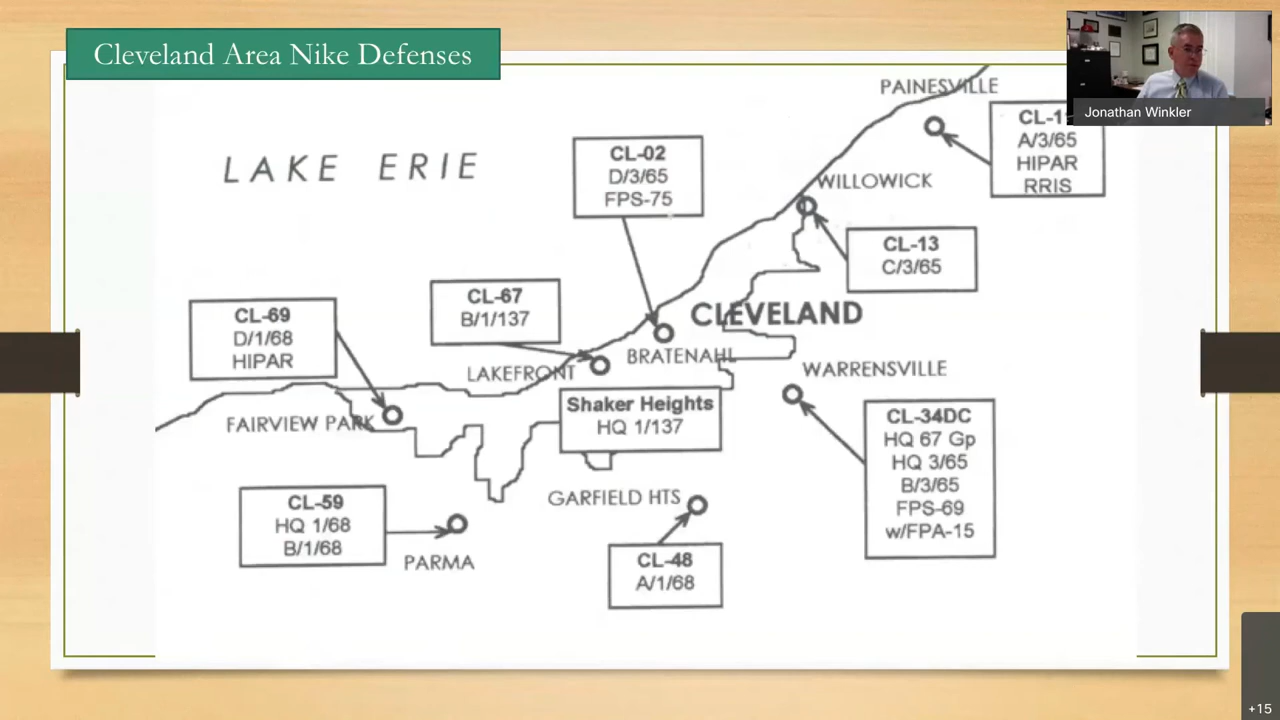 Cleveland Area Nike Defenses
Jonathan Winkler
PAINESVILLE
A/3/65
HIPAR
RRIS
LAKE ERIE
CL-02
D/3/65
FPS-75
WILLOWICK
CL-13
C/3/65
CL-67
B/1/137
CL-69
D/1/68
HIPAR
CLEVELAND
BRATENAHL
LAKEFRONT
WARRENSVILLE
FAIRVIEW PARK
Shaker Heights
HQ 1/137
CL-34DC
HQ 67 Gp
HQ 3/65
B/3/65
FPS-69
w/FPA-15
CL-59
HQ 1/68
B/1/68
PARMA
GARFIELD HTS
CL-48
A/1/68
+15